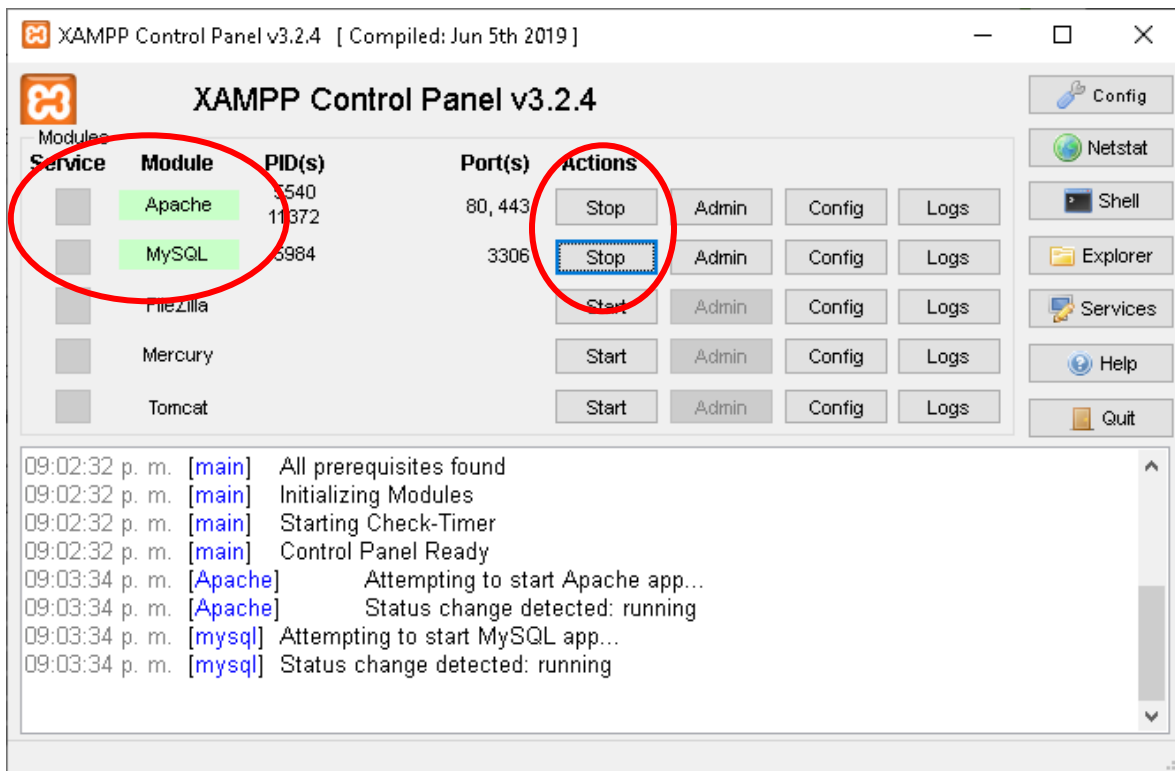 XAMPP Control Panel v3.2.4 [ Compiled: Jun 5th 2019 ]
XAMPP Control Panel v3.2.4
Config
Modules
Netstat
Service Module PID(s) Port(s) Actions
Apache 5540 11372 80, 443 Stop Admin Config Logs
Shell
MySQL 5984 3306 Stop Admin Config Logs
Explorer
FileZilla Start Admin Config Logs
Services
Mercury Start Admin Config Logs
Help
Tomcat Start Admin Config Logs
Quit
09:02:32 p. m. [main] All prerequisites found
09:02:32 p. m. [main] Initializing Modules
09:02:32 p. m. [main] Starting Check-Timer
09:02:32 p. m. [main] Control Panel Ready
09:03:34 p. m. [Apache] Attempting to start Apache app...
09:03:34 p. m. [Apache] Status change detected: running
09:03:34 p. m. [mysql] Attempting to start MySQL app...
09:03:34 p. m. [mysql] Status change detected: running